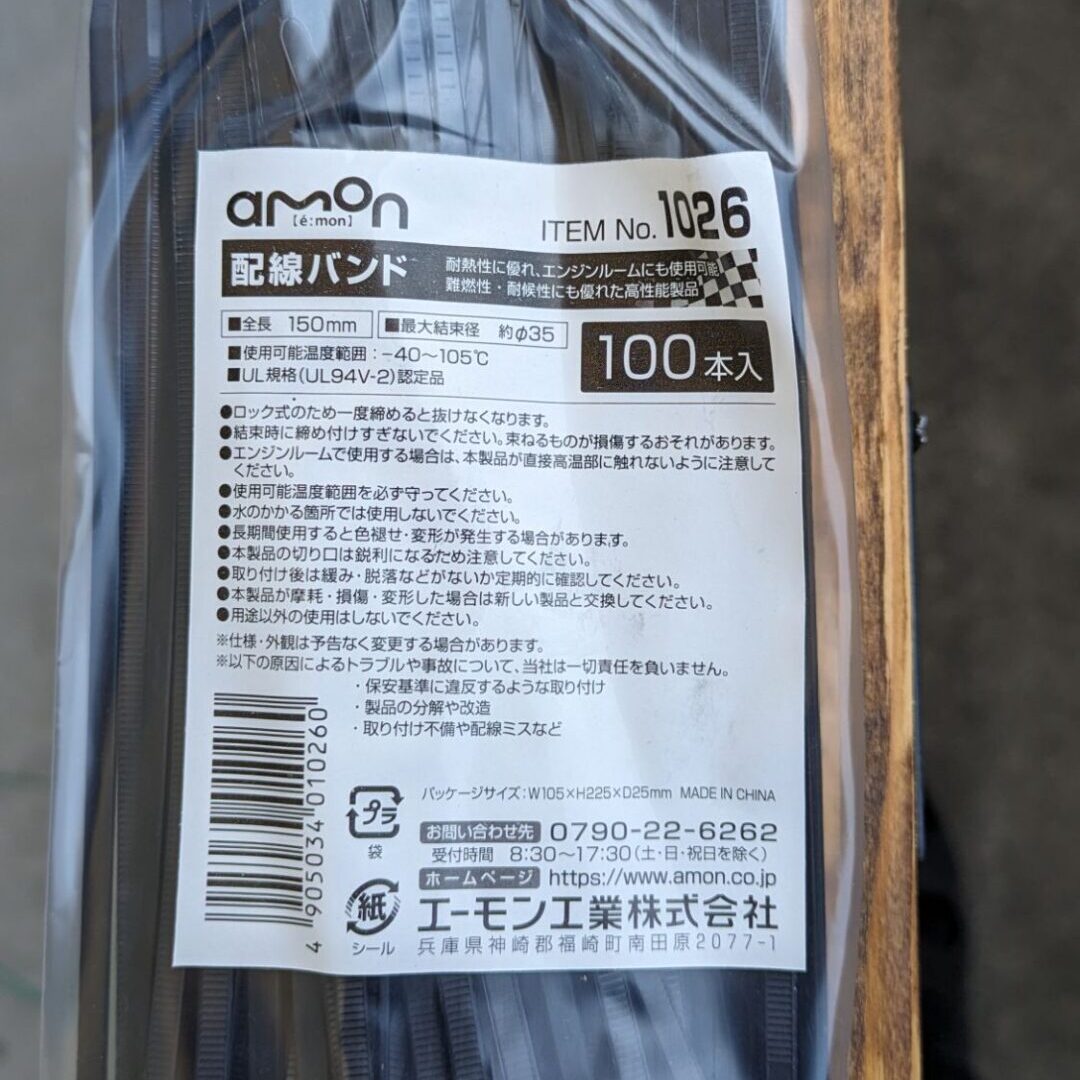 amon
[é:mon]
ITEM No. 1026
配線バンド
耐熱性に優れ、エンジンルームにも使用可能
難燃性・耐候性にも優れた高性能製品
■全長 150mm
■最大結束径 約φ35
■使用可能温度範囲:−40〜105℃
■UL規格(UL94V-2)認定品
100本入
●ロック式のため一度締めると抜けなくなります。
●結束時に締め付けすぎないでください。束ねるものが損傷するおそれがあります。
●エンジンルームで使用する場合は、本製品が直接高温部に触れないように注意して
ください。
●使用可能温度範囲を必ず守ってください。
●水のかかる箇所では使用しないでください。
●長期間使用すると色褪せ・変形が発生する場合があります。
●本製品の切り口は鋭利になるため注意してください。
●取り付け後は緩み・脱落などがないか定期的に確認してください。
●本製品が摩耗・損傷・変形した場合は新しい製品と交換してください。
●用途以外の使用はしないでください。
※仕様・外観は予告なく変更する場合があります。
※以下の原因によるトラブルや事故について、当社は一切責任を負いません。
・保安基準に違反するような取り付け
・製品の分解や改造
・取り付け不備や配線ミスなど
4 905034 010260
プラ
袋
紙
シール
パッケージサイズ:W105×H225×D25mm MADE IN CHINA
お問い合わせ先 0790-22-6262
受付時間 8:30〜17:30(土・日・祝日を除く)
ホームページ https://www.amon.co.jp
エーモン工業株式会社
兵庫県神崎郡福崎町南田原2077-1